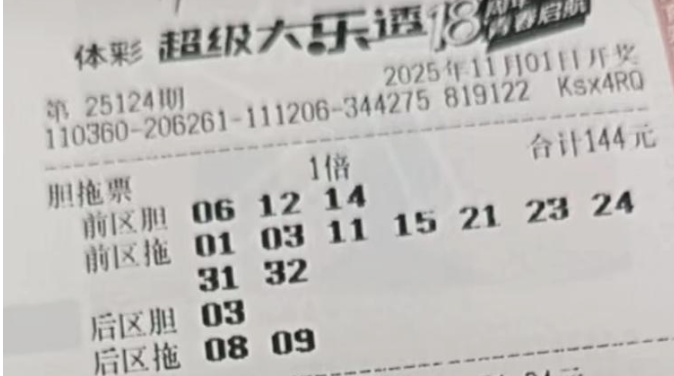 体彩 超级大乐透 18周年 青春启航
第 25124期
2025年11月01日开奖
110360-206261-111206-344275 819122 Ksx4RQ
胆拖票 1倍 合计144元
前区胆 06 12 14
前区拖 01 03 11 15 21 23 24
31 32
后区胆 03
后区拖 08 09